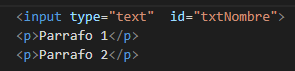 <input type="text"  id="txtNombre">
<p>Parrafo 1</p>
<p>Parrafo 2</p>